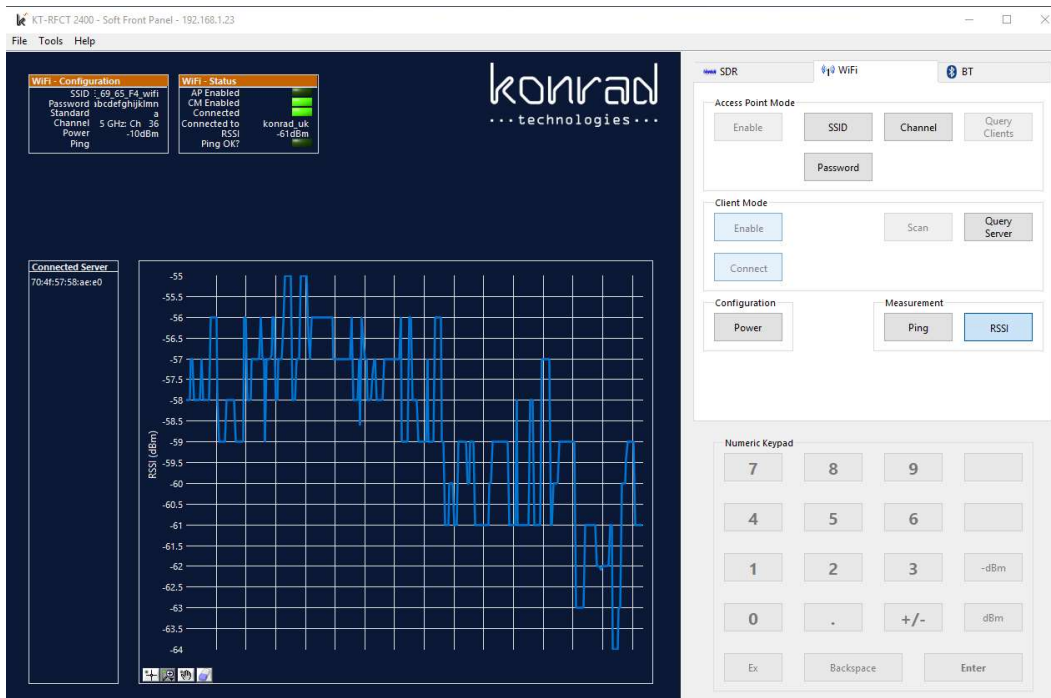 KT-RFCT 2400 - Soft Front Panel - 192.168.1.23
File Tools Help
WiFi - Configuration
SSID :_69_65_F4_wifi
Password abcdefghijklmn
Standard a
Channel 5 GHz: Ch 36
Power -10dBm
Ping
WiFi - Status
AP Enabled
CM Enabled
Connected
Connected to konrad_uk
RSSI -61dBm
Ping OK?
konrad
...technologies...
Connected Server
70:4f:57:58:ae:e0
RSSI (dBm)
-55
-55.5
-56
-56.5
-57
-57.5
-58
-58.5
-59
-59.5
-60
-60.5
-61
-61.5
-62
-62.5
-63
-63.5
-64
SDR WiFi BT
Access Point Mode
Enable SSID Channel Query Clients
Password
Client Mode
Enable Scan Query Server
Connect
Configuration
Power
Measurement
Ping RSSI
Numeric Keypad
7 8 9
4 5 6
1 2 3 -dBm
0 . +/- dBm
Ex Backspace Enter